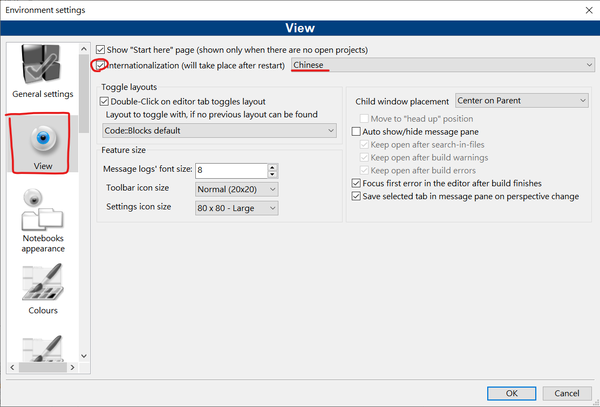 Environment settings
View
General settings
View
Notebooks
appearance
Colours
Show "Start here" page (shown only when there are no open projects)
Internationalization (will take place after restart)
Chinese
Toggle layouts
Double-Click on editor tab toggles layout
Layout to toggle with, if no previous layout can be found
Code::Blocks default
Feature size
Message logs' font size:
8
Toolbar icon size
Normal (20x20)
Settings icon size
80 x 80 - Large
Child window placement
Center on Parent
Move to "head up" position
Auto show/hide message pane
Keep open after search-in-files
Keep open after build warnings
Keep open after build errors
Focus first error in the editor after build finishes
Save selected tab in message pane on perspective change
OK
Cancel